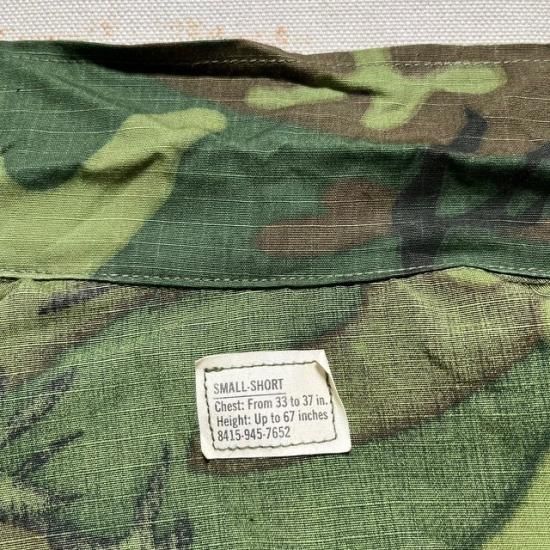 SMALL-SHORT
Chest: From 33 to 37 in.
Height: Up to 67 inches
8415-945-7652